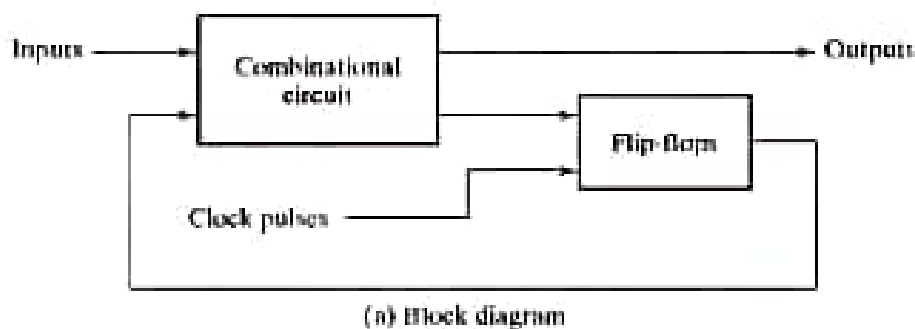 Inputs
Combinational
circuit
Outputs
Flip-flops
Clock pulses
(a) Block diagram